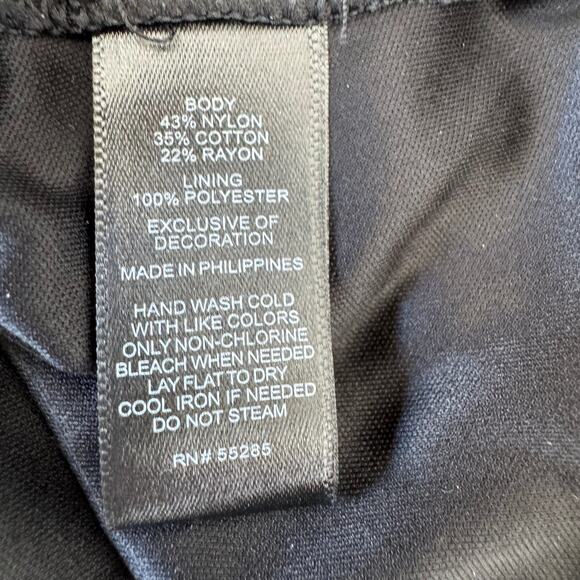 BODY
43% NYLON
35% COTTON
22% RAYON
LINING
100% POLYESTER
EXCLUSIVE OF
DECORATION
MADE IN PHILIPPINES
HAND WASH COLD
WITH LIKE COLORS
ONLY NON-CHLORINE
BLEACH WHEN NEEDED
LAY FLAT TO DRY
COOL IRON IF NEEDED
DO NOT STEAM
RN# 55285